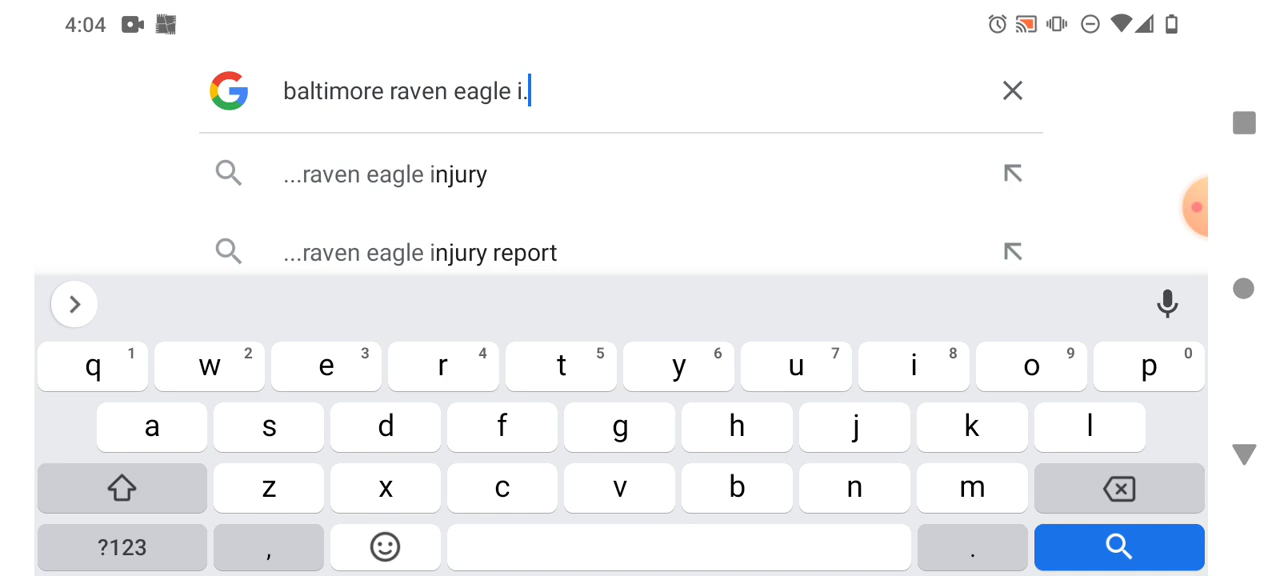 4:04
baltimore raven eagle i.
...raven eagle injury
...raven eagle injury report
q 1 w 2 e 3 r 4 t 5 y 6 u 7 i 8 o 9 p 0
a s d f g h j k l
z x c v b n m
?123 , .